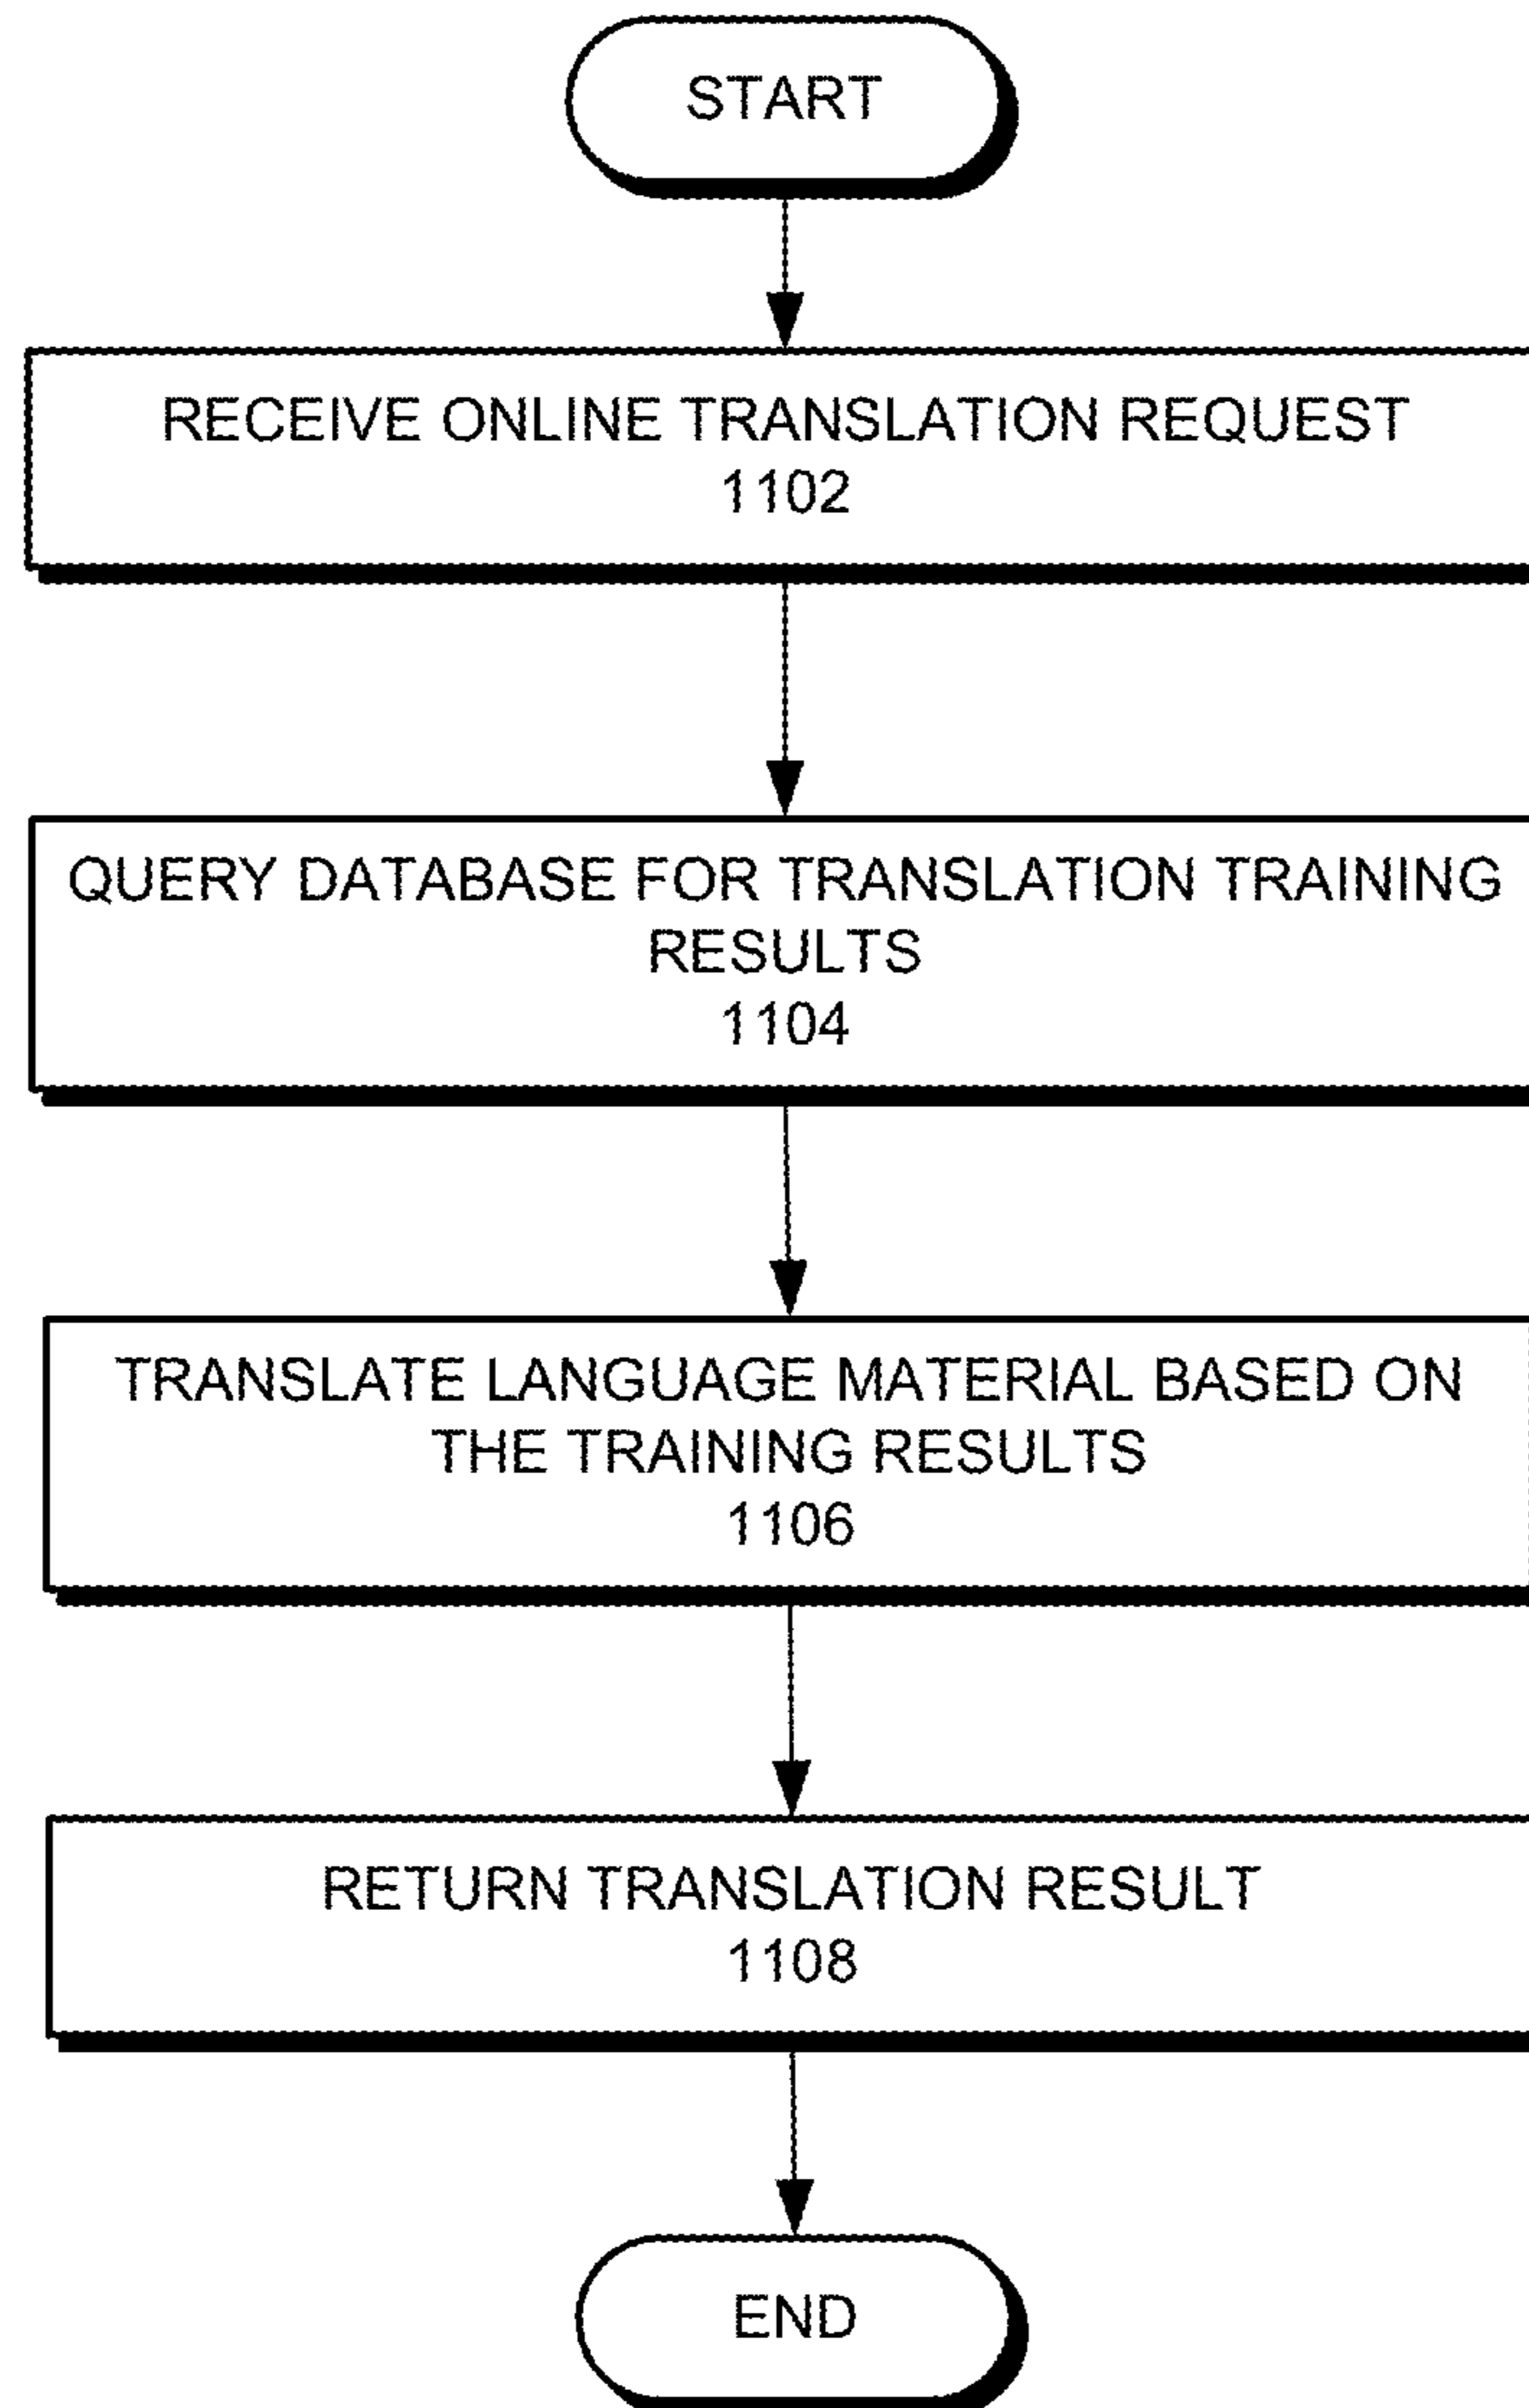 START
RECEIVE ONLINE TRANSLATION REQUEST
1102
QUERY DATABASE FOR TRANSLATION TRAINING
RESULTS
1104
TRANSLATE LANGUAGE MATERIAL BASED ON
THE TRAINING RESULTS
1106
RETURN TRANSLATION RESULT
1108
END